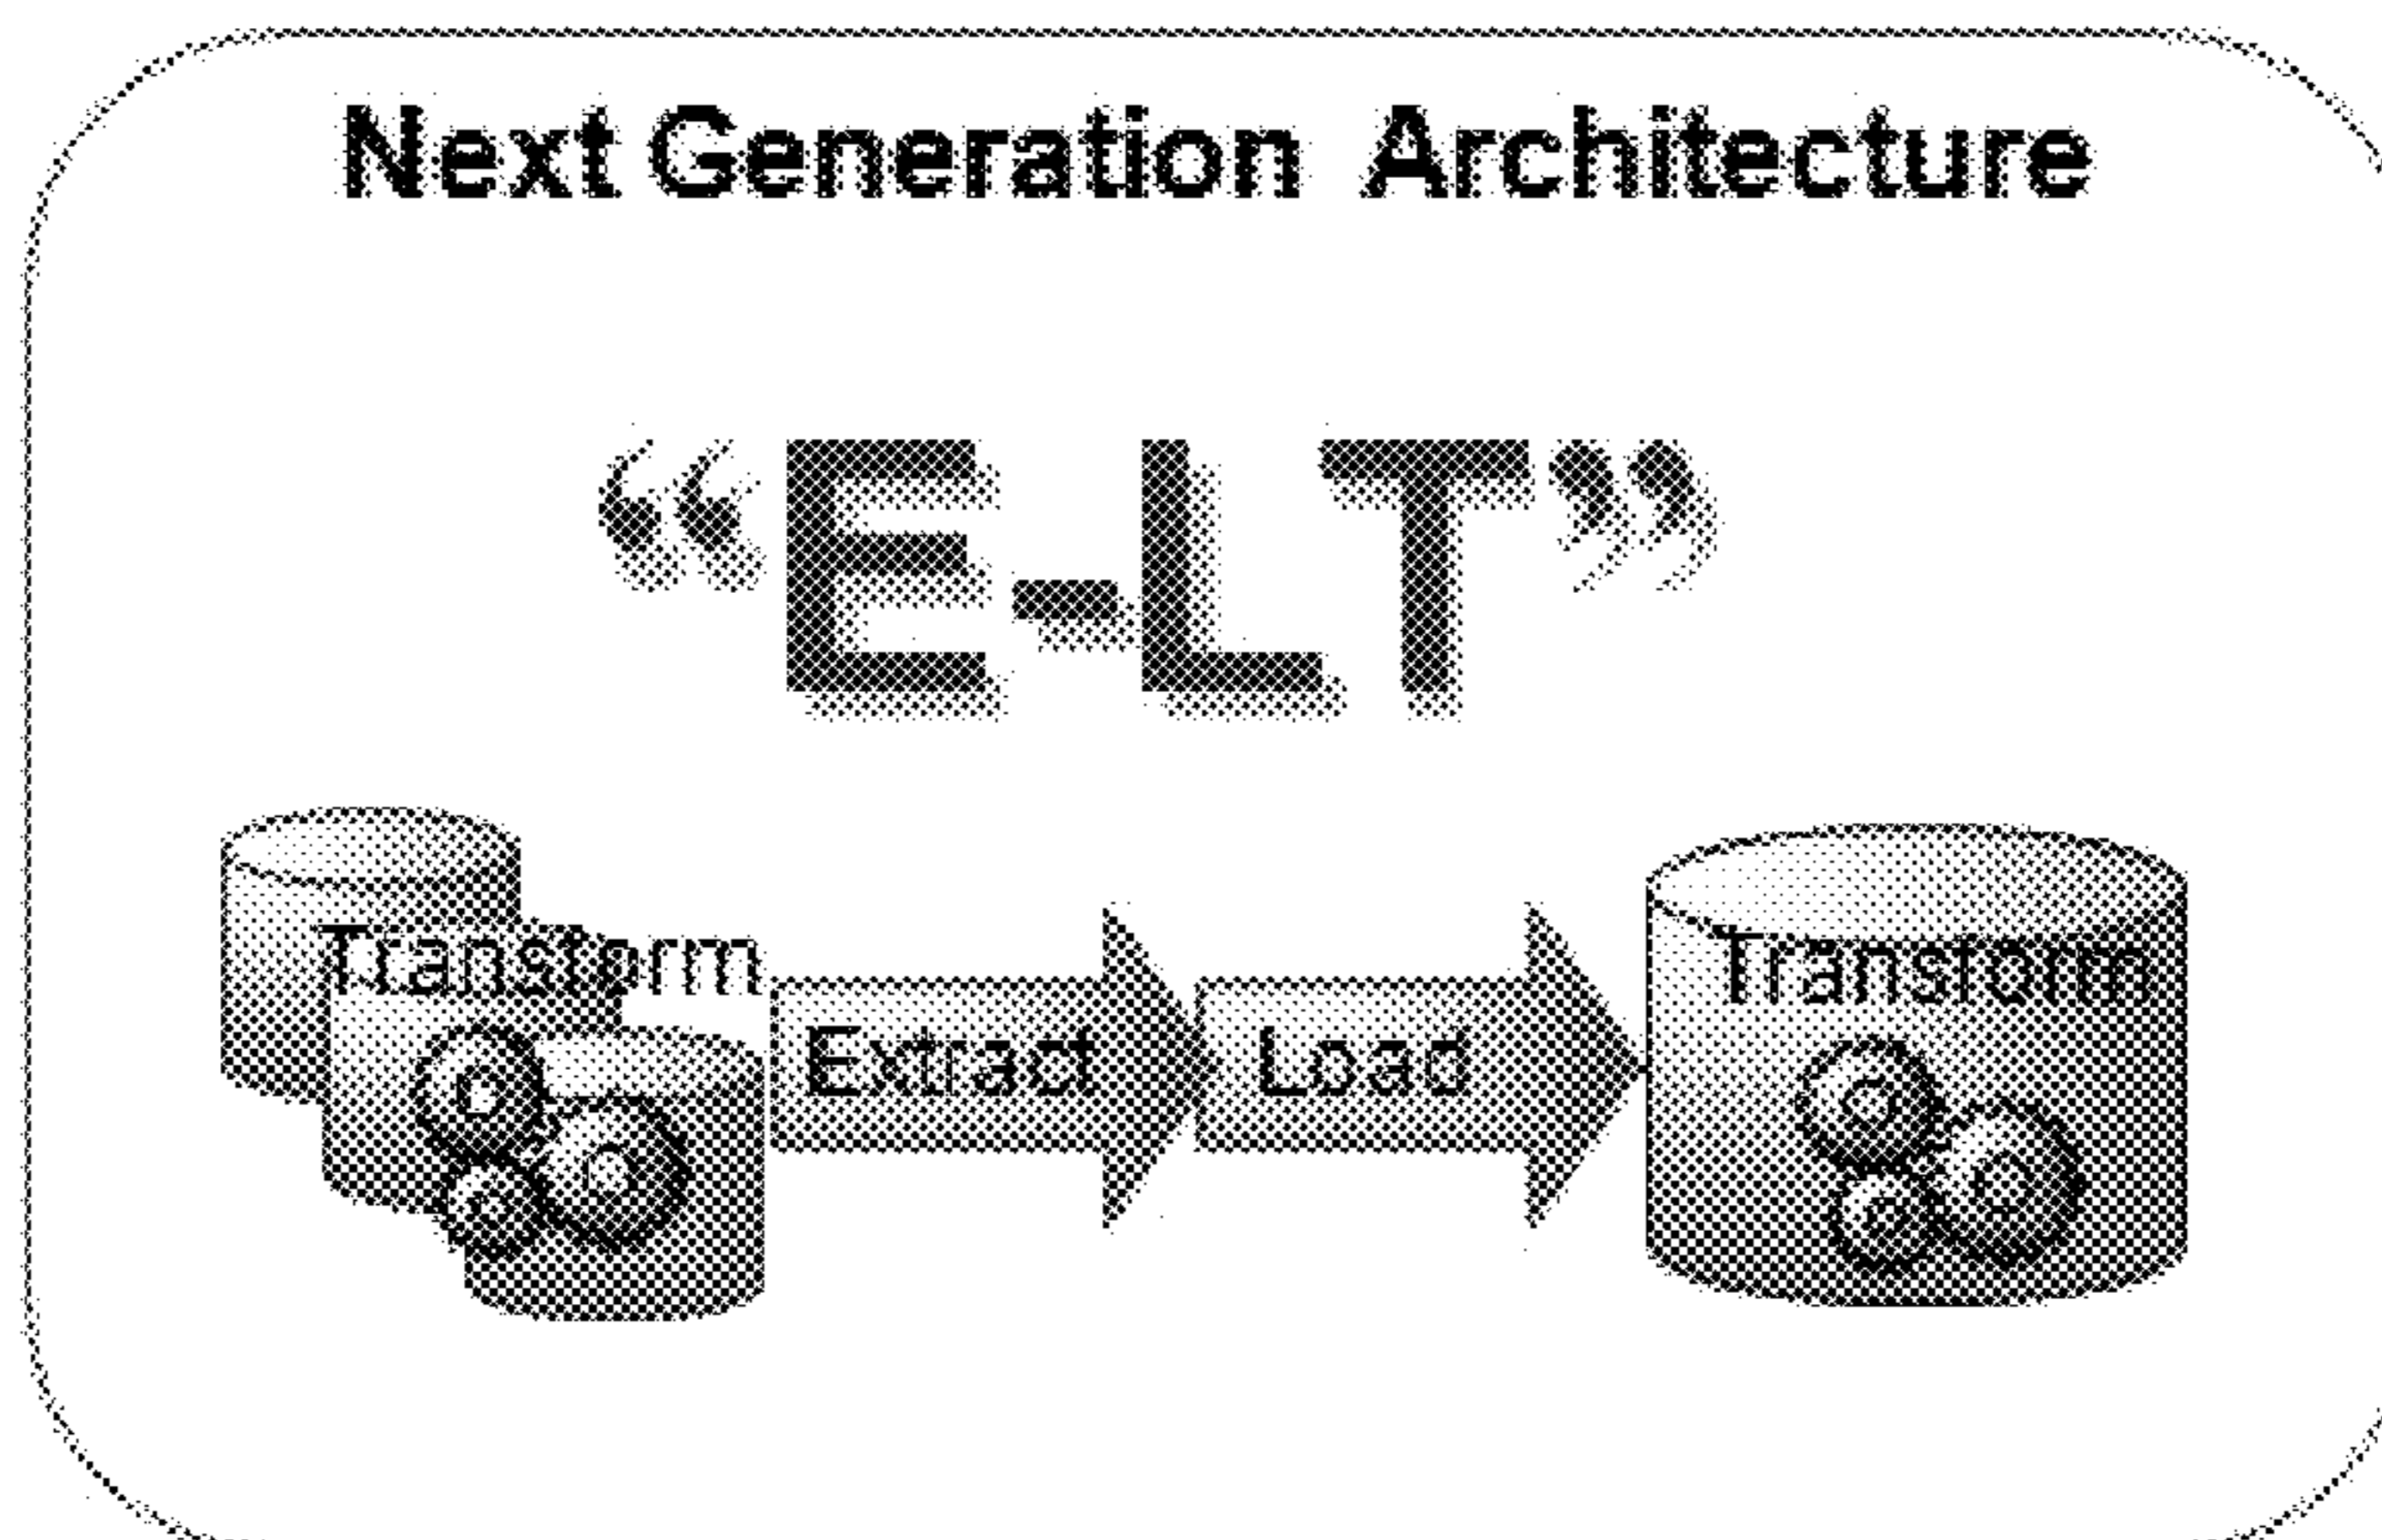 Next Generation Architecture
“E-LT”
Transform
Transform
Extract
Load